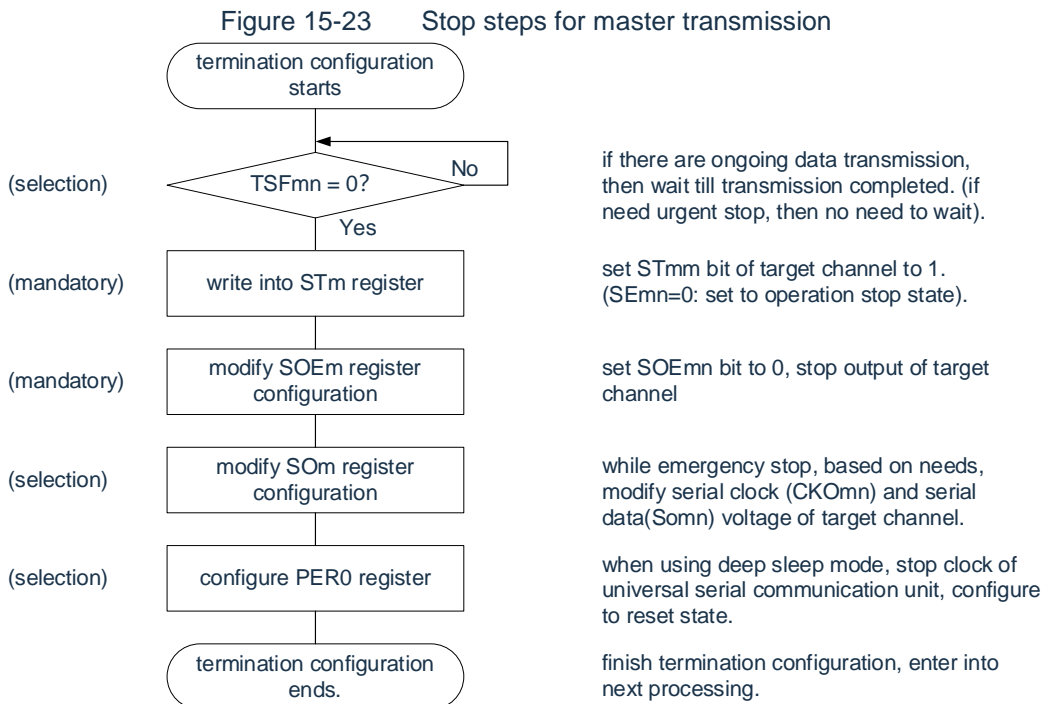 Figure 15-23 Stop steps for master transmission
termination configuration
starts
(selection)
TSFmn = 0?
No
Yes
if there are ongoing data transmission,
then wait till transmission completed. (if
need urgent stop, then no need to wait).
(mandatory)
write into STm register
set STmm bit of target channel to 1.
(SEmn=0: set to operation stop state).
(mandatory)
modify SOEm register
configuration
set SOEmn bit to 0, stop output of target
channel
(selection)
modify SOm register
configuration
while emergency stop, based on needs,
modify serial clock (CKOmn) and serial
data(Somn) voltage of target channel.
(selection)
configure PER0 register
when using deep sleep mode, stop clock of
universal serial communication unit, configure
to reset state.
termination configuration
ends.
finish termination configuration, enter into
next processing.